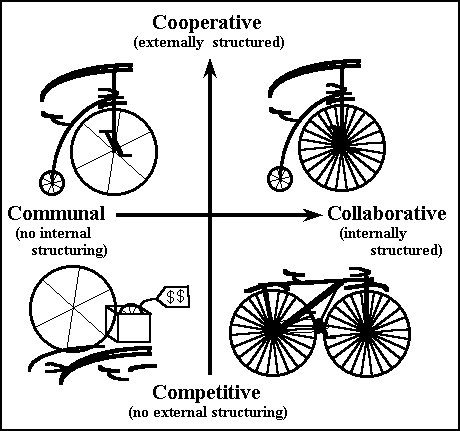 Cooperative
(externally structured)
Communal
(no internal
structuring)
Collaborative
(internally
structured)
$$
Competitive
(no external structuring)